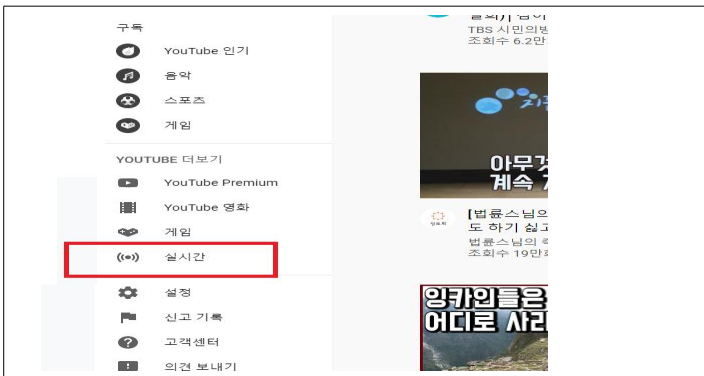 구독
YouTube 인기
음악
스포츠
게임
YOUTUBE 더보기
YouTube Premium
YouTube 영화
게임
실시간
설정
신고 기록
고객센터
의견 보내기
TBS 시민의방
조회수 6.2만
아무것
계속
[법륜스님의
도 하기 싫고
법륜스님의
조회수 19만회
잉카인들은
어디로 사라